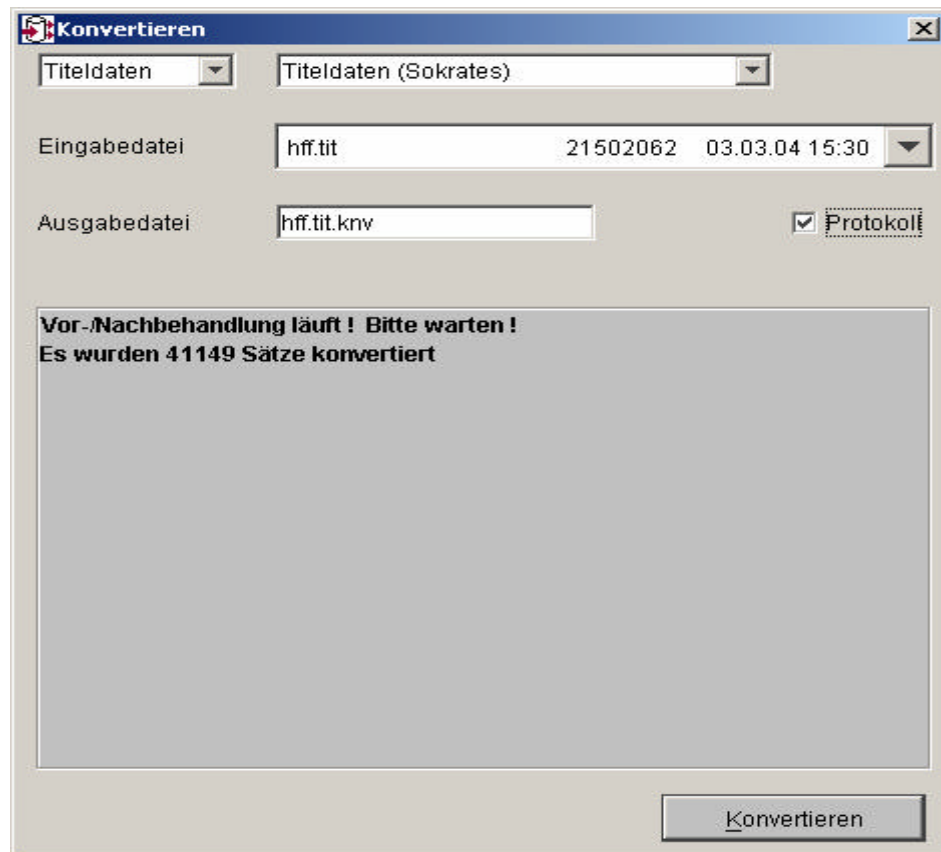 Konvertieren
Titeldaten Titeldaten (Sokrates)
Eingabedatei hff.tit 21502062 03.03.04 15:30
Ausgabedatei hff.tit.knv Protokoll
Vor-/Nachbehandlung läuft ! Bitte warten !
Es wurden 41149 Sätze konvertiert
Konvertieren